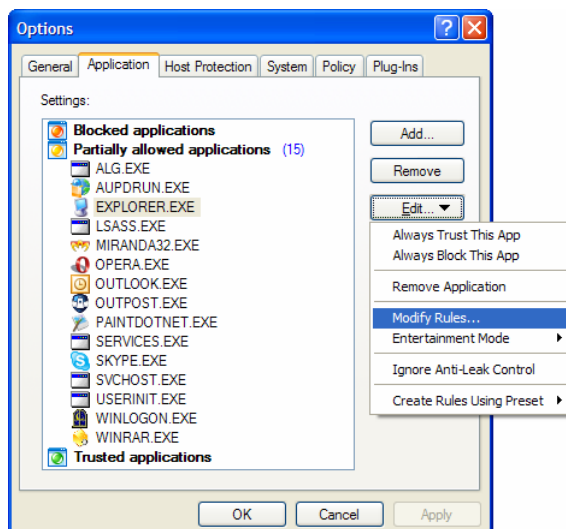 Options
General Application Host Protection System Policy Plug-Ins
Settings:
Blocked applications
Partially allowed applications (15)
ALG.EXE
AUPDRUN.EXE
EXPLORER.EXE
LSASS.EXE
MIRANDA32.EXE
OPERA.EXE
OUTLOOK.EXE
OUTPOST.EXE
PAINTDOTNET.EXE
SERVICES.EXE
SKYPE.EXE
SVCHOST.EXE
USERINIT.EXE
WINLOGON.EXE
WINRAR.EXE
Trusted applications
Add...
Remove
Edit...
Always Trust This App
Always Block This App
Remove Application
Modify Rules...
Entertainment Mode
Ignore Anti-Leak Control
Create Rules Using Preset
OK Cancel Apply